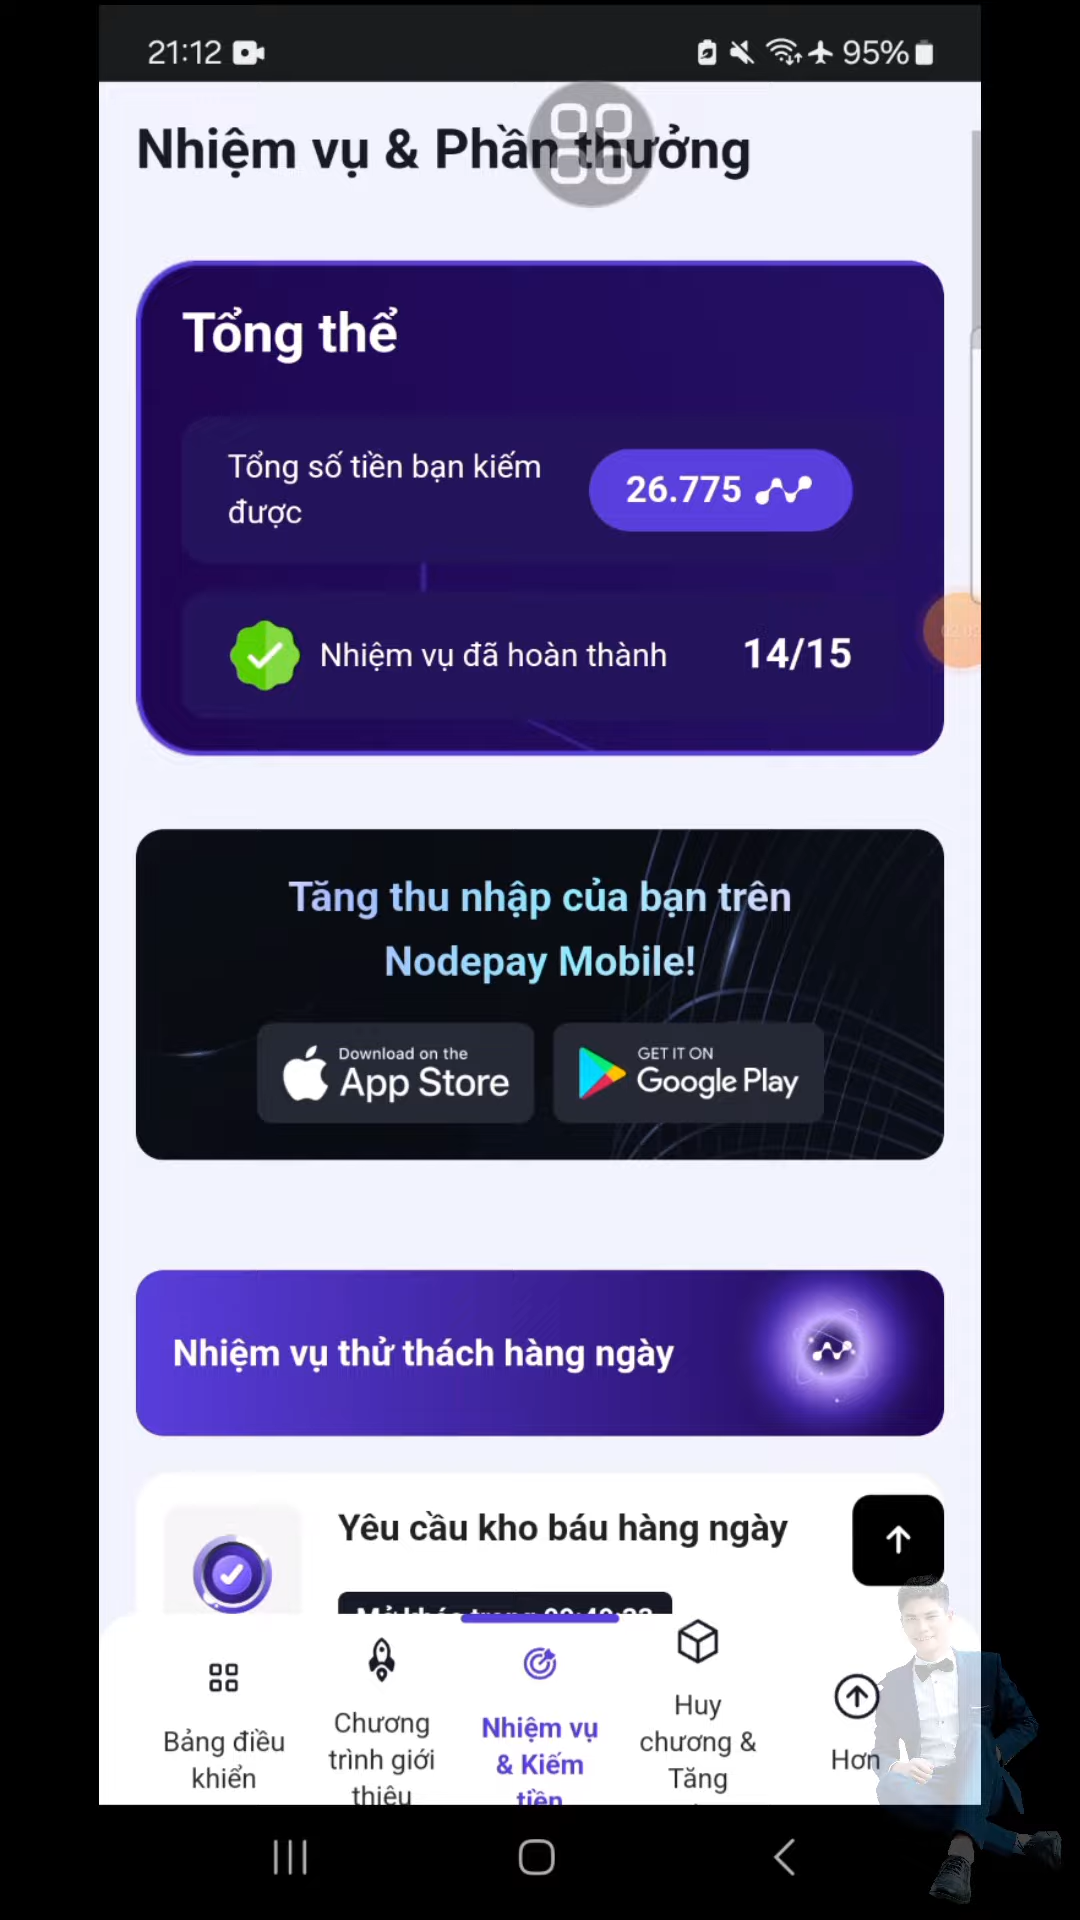 21:12
95%
Nhiệm vụ & Phần thưởng
Tổng thể
Tổng số tiền bạn kiếm
được
26.775
Nhiệm vụ đã hoàn thành
14/15
Tăng thu nhập của bạn trên
Nodepay Mobile!
Download on the
App Store
GET IT ON
Google Play
Nhiệm vụ thử thách hàng ngày
Yêu cầu kho báu hàng ngày
Bảng điều
khiển
Chương
trình giới
thiệu
Nhiệm vụ
& Kiếm
tiền
Huy
chương &
Tăng
Hơn